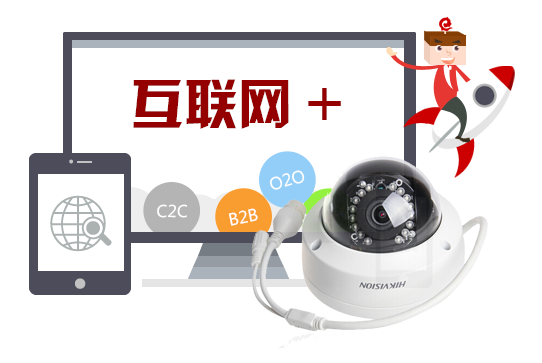 互联网 +
O2O
C2C
B2B
HIKVISION